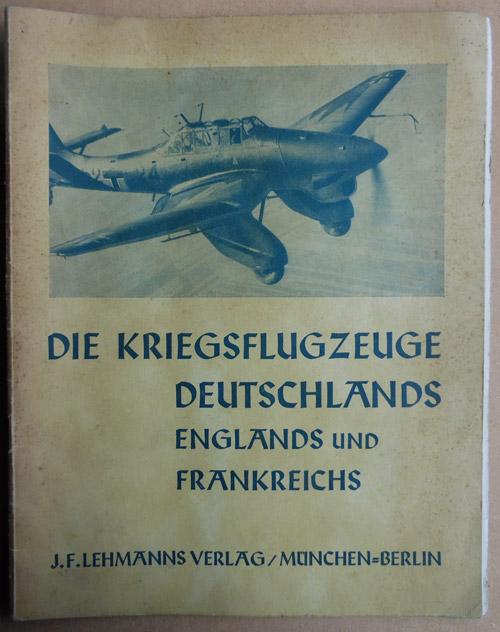 DIE KRIEGSFLUGZEUGE
DEUTSCHLANDS
ENGLANDS UND
FRANKREICHS
J.F. LEHMANNS VERLAG / MÜNCHEN=BERLIN